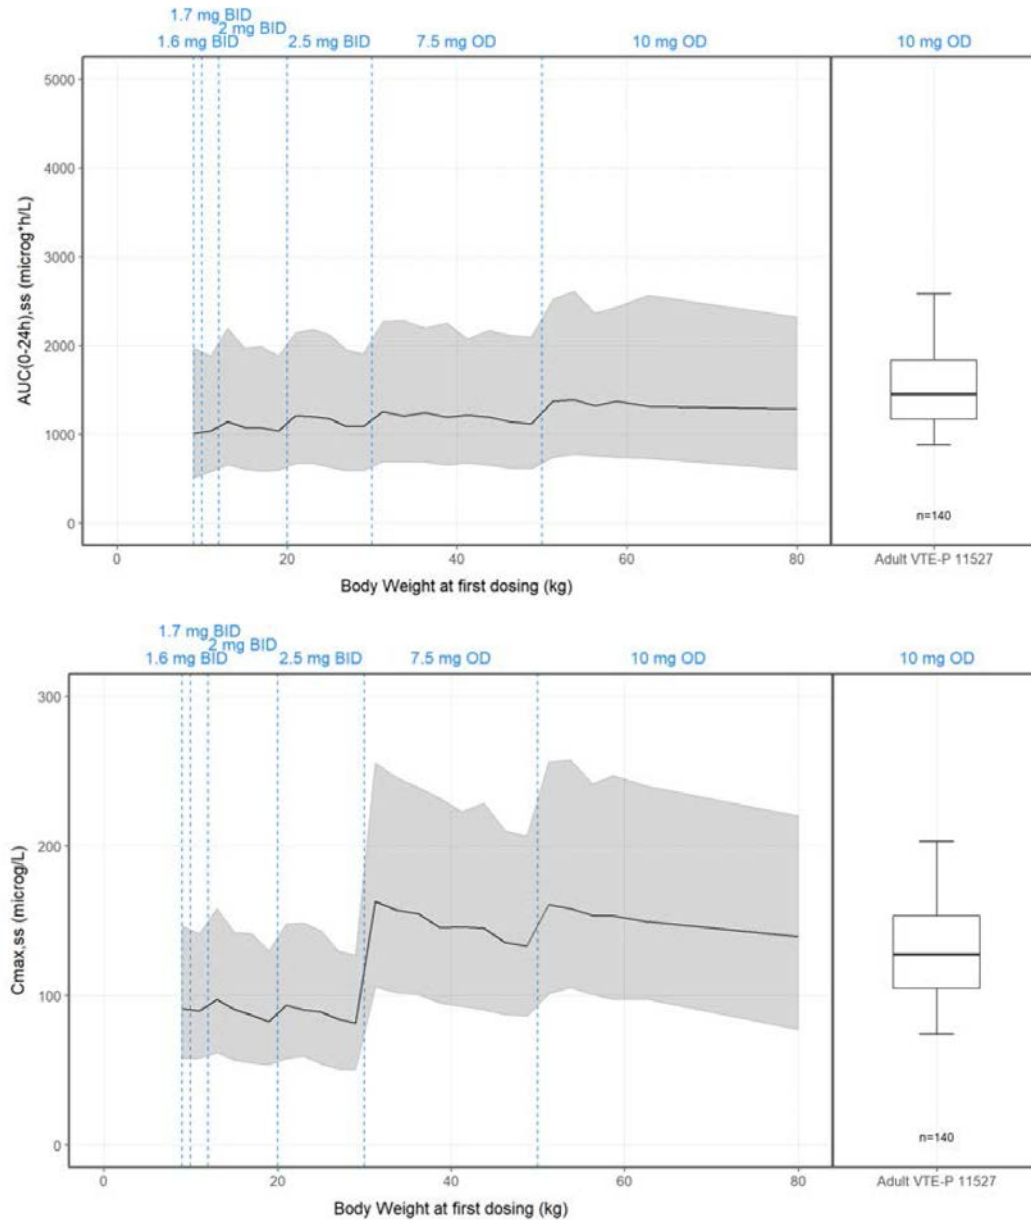 1.7 mg BID
2 mg BID
1.6 mg BID 2.5 mg BID 7.5 mg OD 10 mg OD 10 mg OD
5000
4000
3000
2000
1000
0
AUC(0-24h),ss (microg*h/L)
n=140
0 20 40 60 80 Adult VTE-P 11527
Body Weight at first dosing (kg)
1.7 mg BID
2 mg BID
1.6 mg BID 2.5 mg BID 7.5 mg OD 10 mg OD 10 mg OD
300
200
100
0
Cmax,ss (microg/L)
n=140
0 20 40 60 80 Adult VTE-P 11527
Body Weight at first dosing (kg)